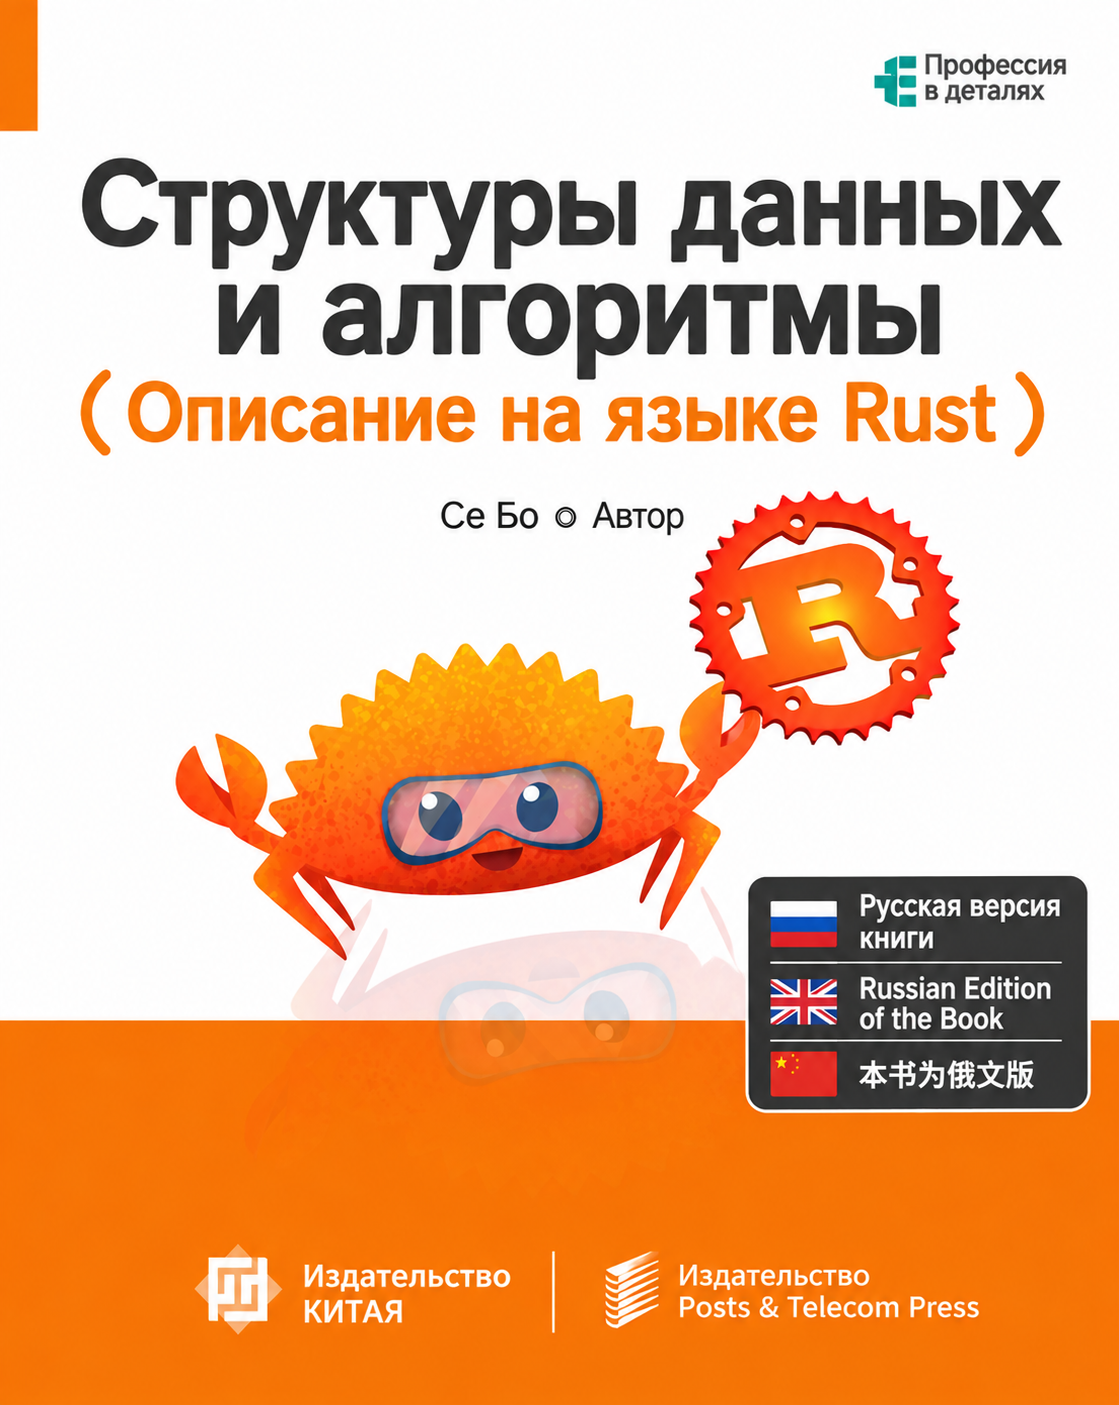 Профессия
в деталях
Структуры данных
и алгоритмы
(Описание на языке Rust)
Се Бо ◎ Автор
R
Русская версия
книги
Russian Edition
of the Book
本书为俄文版
Издательство
КИТАЯ
Издательство
Posts & Telecom Press